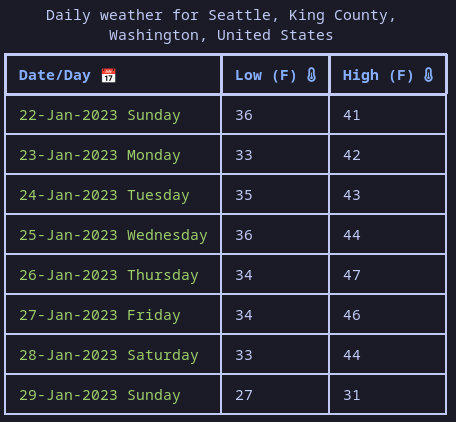 Daily weather for Seattle, King County,
Washington, United States
Date/Day 📅 Low (F) 🌡 High (F) 🌡
22-Jan-2023 Sunday 36 41
23-Jan-2023 Monday 33 42
24-Jan-2023 Tuesday 35 43
25-Jan-2023 Wednesday 36 44
26-Jan-2023 Thursday 34 47
27-Jan-2023 Friday 34 46
28-Jan-2023 Saturday 33 44
29-Jan-2023 Sunday 27 31